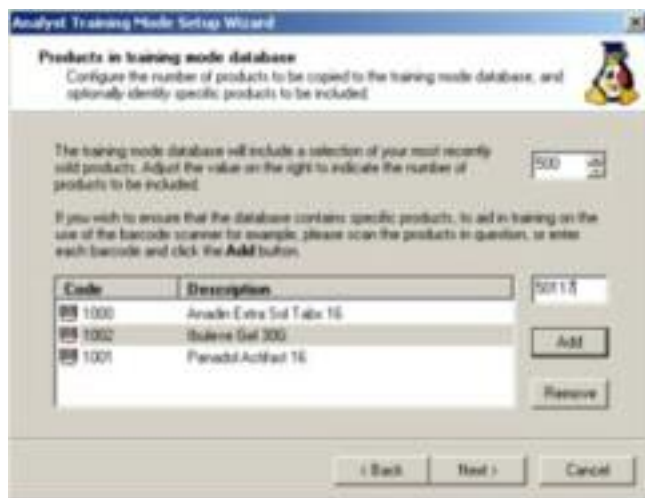 Analyst Training Mode Setup Wizard
Products in training mode database
Configure the number of products to be copied to the training mode database, and
optionally identify specific products to be included.
The training mode database will include a selection of your most recently
sold products. Adjust the value on the right to indicate the number of
products to be included.
500
If you wish to ensure that the database contains specific products, to aid in training on the
use of the barcode scanner for example, please scan the products in question, or enter
each barcode and click the Add button.
Code Description
50117
1000 Anadin Extra Sol Tabs 16
1002 Ibuleve Gel 30G
1001 Panadol Actifast 16
Add
Remove
< Back Next > Cancel